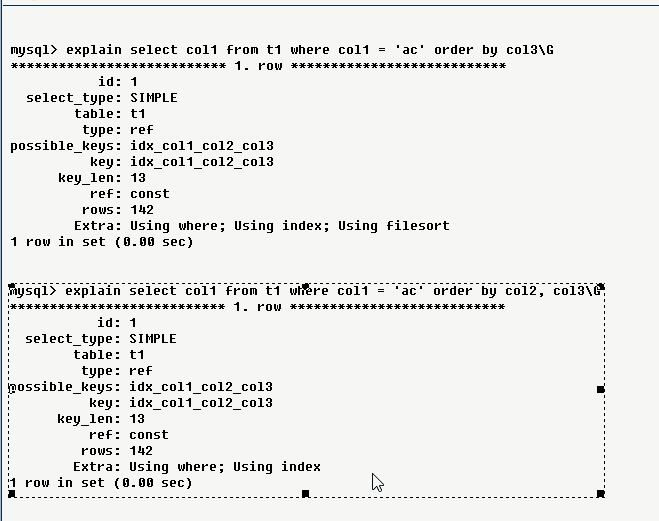 mysql> explain select col1 from t1 where col1 = 'ac' order by col3\G
*************************** 1. row ***************************
id: 1
select_type: SIMPLE
table: t1
type: ref
possible_keys: idx_col1_col2_col3
key: idx_col1_col2_col3
key_len: 13
ref: const
rows: 142
Extra: Using where; Using index; Using filesort
1 row in set (0.00 sec)
mysql> explain select col1 from t1 where col1 = 'ac' order by col2, col3\G
*************************** 1. row ***************************
id: 1
select_type: SIMPLE
table: t1
type: ref
possible_keys: idx_col1_col2_col3
key: idx_col1_col2_col3
key_len: 13
ref: const
rows: 142
Extra: Using where; Using index
1 row in set (0.00 sec)